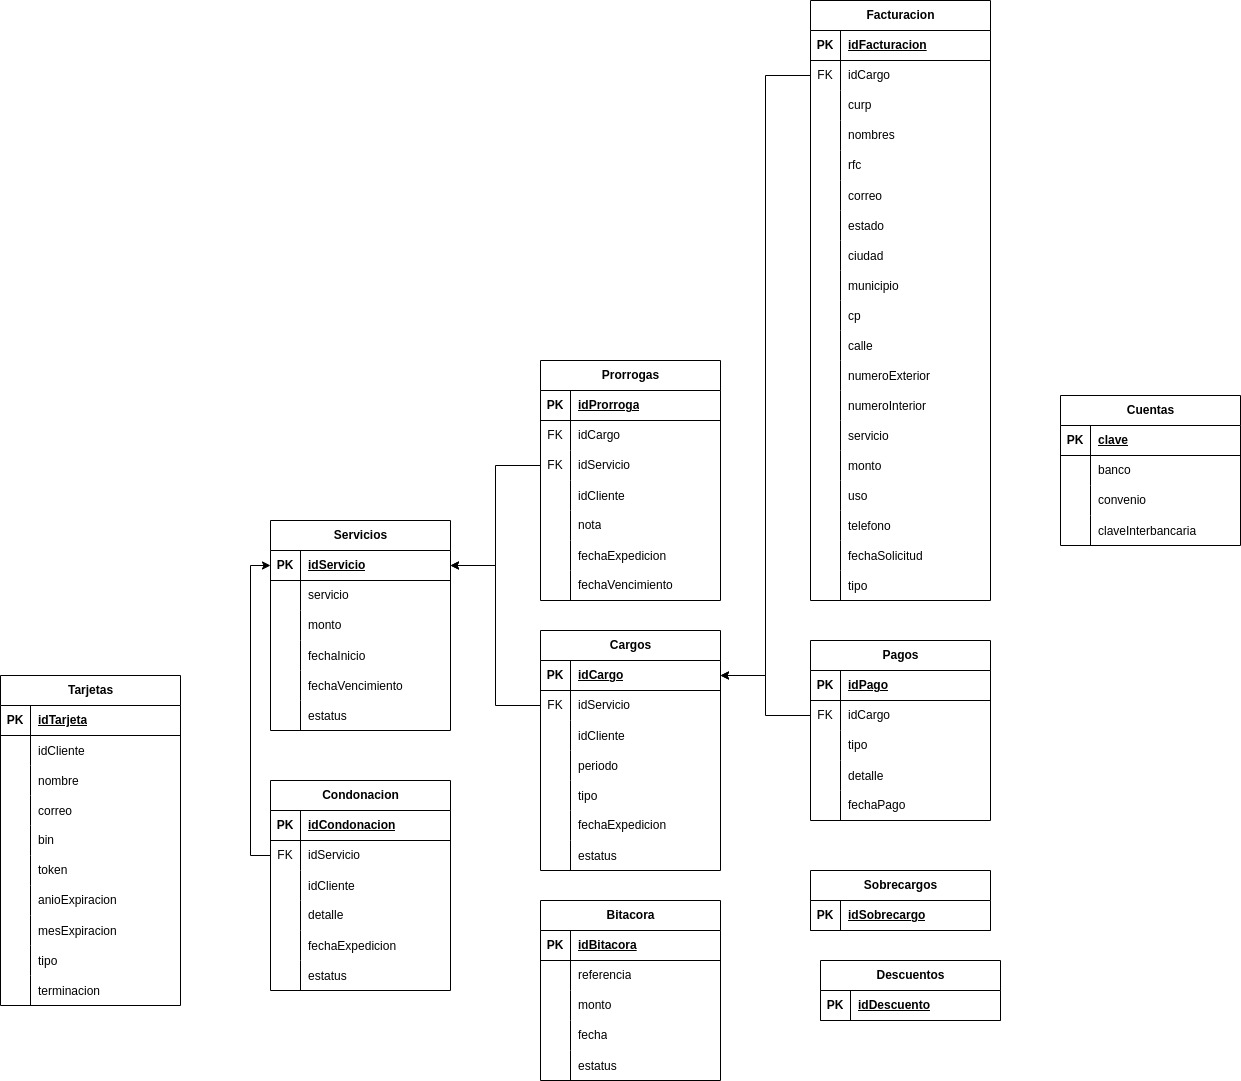 Facturacion
PK idFacturacion
FK idCargo
curp
nombres
rfc
correo
estado
ciudad
municipio
cp
calle
numeroExterior
numeroInterior
servicio
monto
uso
telefono
fechaSolicitud
tipo
Prorrogas
PK idProrroga
FK idCargo
FK idServicio
idCliente
nota
fechaExpedicion
fechaVencimiento
Cuentas
PK clave
banco
convenio
claveInterbancaria
Servicios
PK idServicio
servicio
monto
fechaInicio
fechaVencimiento
estatus
Cargos
PK idCargo
FK idServicio
idCliente
periodo
tipo
fechaExpedicion
estatus
Pagos
PK idPago
FK idCargo
tipo
detalle
fechaPago
Tarjetas
PK idTarjeta
idCliente
nombre
correo
bin
token
anioExpiracion
mesExpiracion
tipo
terminacion
Condonacion
PK idCondonacion
FK idServicio
idCliente
detalle
fechaExpedicion
estatus
Bitacora
PK idBitacora
referencia
monto
fecha
estatus
Sobrecargos
PK idSobrecargo
Descuentos
PK idDescuento